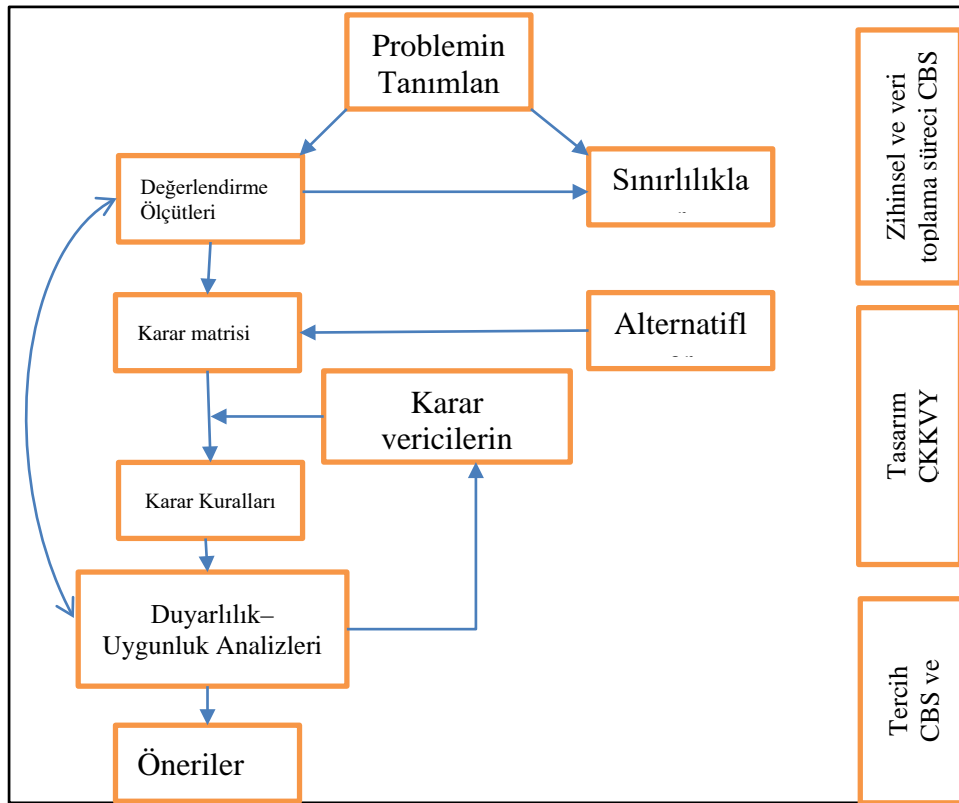 Problemin
Tanımlan
Değerlendirme
Ölçütleri
Sınırlılıkla
Karar matrisi
Alternatifl
Karar
vericilerin
Karar Kuralları
Duyarlılık–
Uygunluk Analizleri
Öneriler
Zihinsel ve veri
toplama süreci CBS
Tasarım
ÇKKVY
Tercih
CBS ve